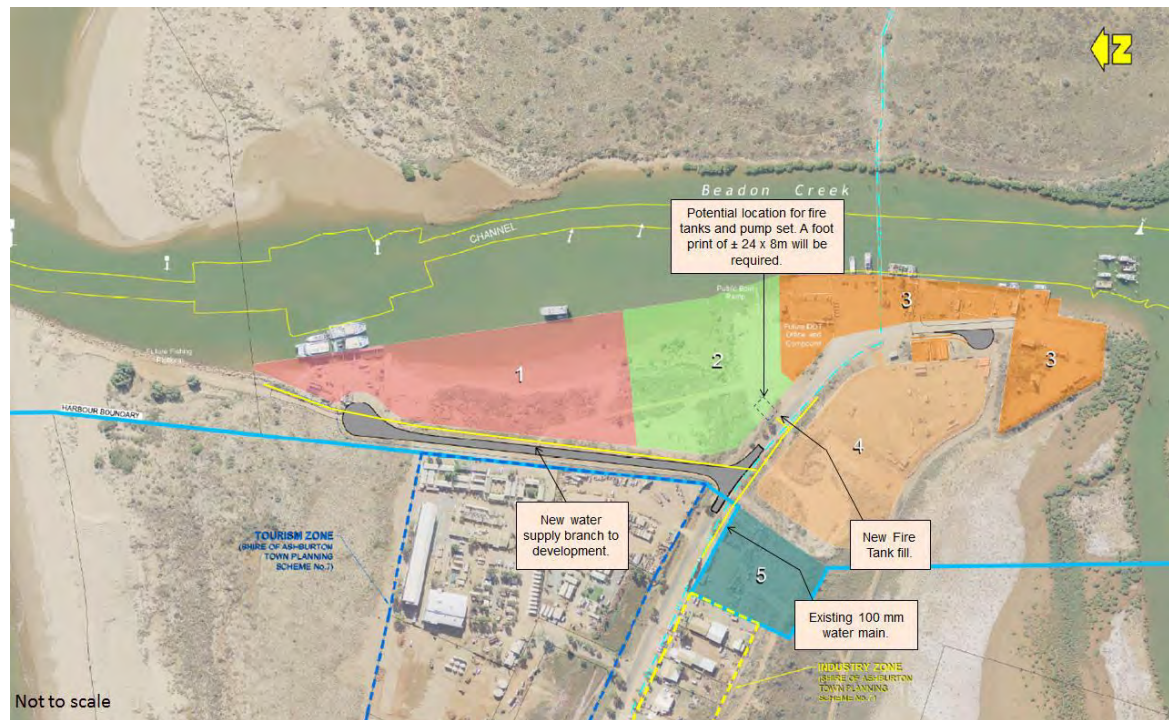 N
Beadon Creek
Potential location for fire
tanks and pump set. A foot
print of ± 24 x 8m will be
required.
CHANNEL
Public Boat
Ramp
3
Future DOT
Office and
Compound
1
2
3
Future Fishing
Platform
HARBOUR BOUNDARY
4
New water
supply branch to
development.
New Fire
Tank fill.
TOURISM ZONE
(SHIRE OF ASHBURTON
TOWN PLANNING
SCHEME No.7)
5
Existing 100 mm
water main.
INDUSTRY ZONE
(SHIRE OF ASHBURTON
TOWN PLANNING
SCHEME No.7)
Not to scale